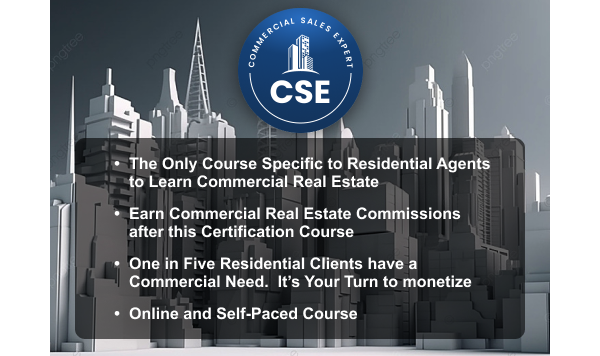 COMMERCIAL SALES EXPERT
CSE
• The Only Course Specific to Residential Agents
to Learn Commercial Real Estate
• Earn Commercial Real Estate Commissions
after this Certification Course
• One in Five Residential Clients have a
Commercial Need.  It's Your Turn to monetize
• Online and Self-Paced Course